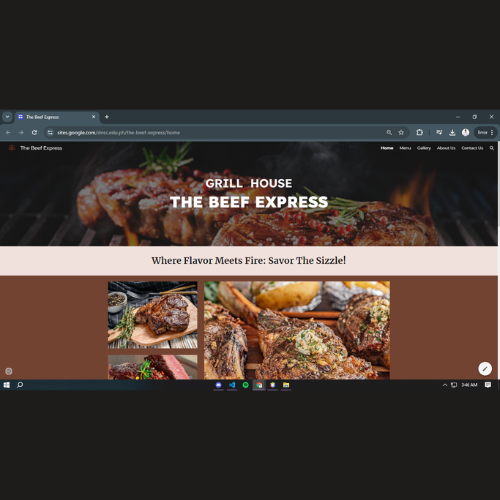 The Beef Express
sites.google.com/dmsc.edu.ph/the-beef-express/home
Error
The Beef Express
Home Menu Gallery About Us Contact Us
GRILL HOUSE
THE BEEF EXPRESS
Where Flavor Meets Fire: Savor The Sizzle!
3:46 AM